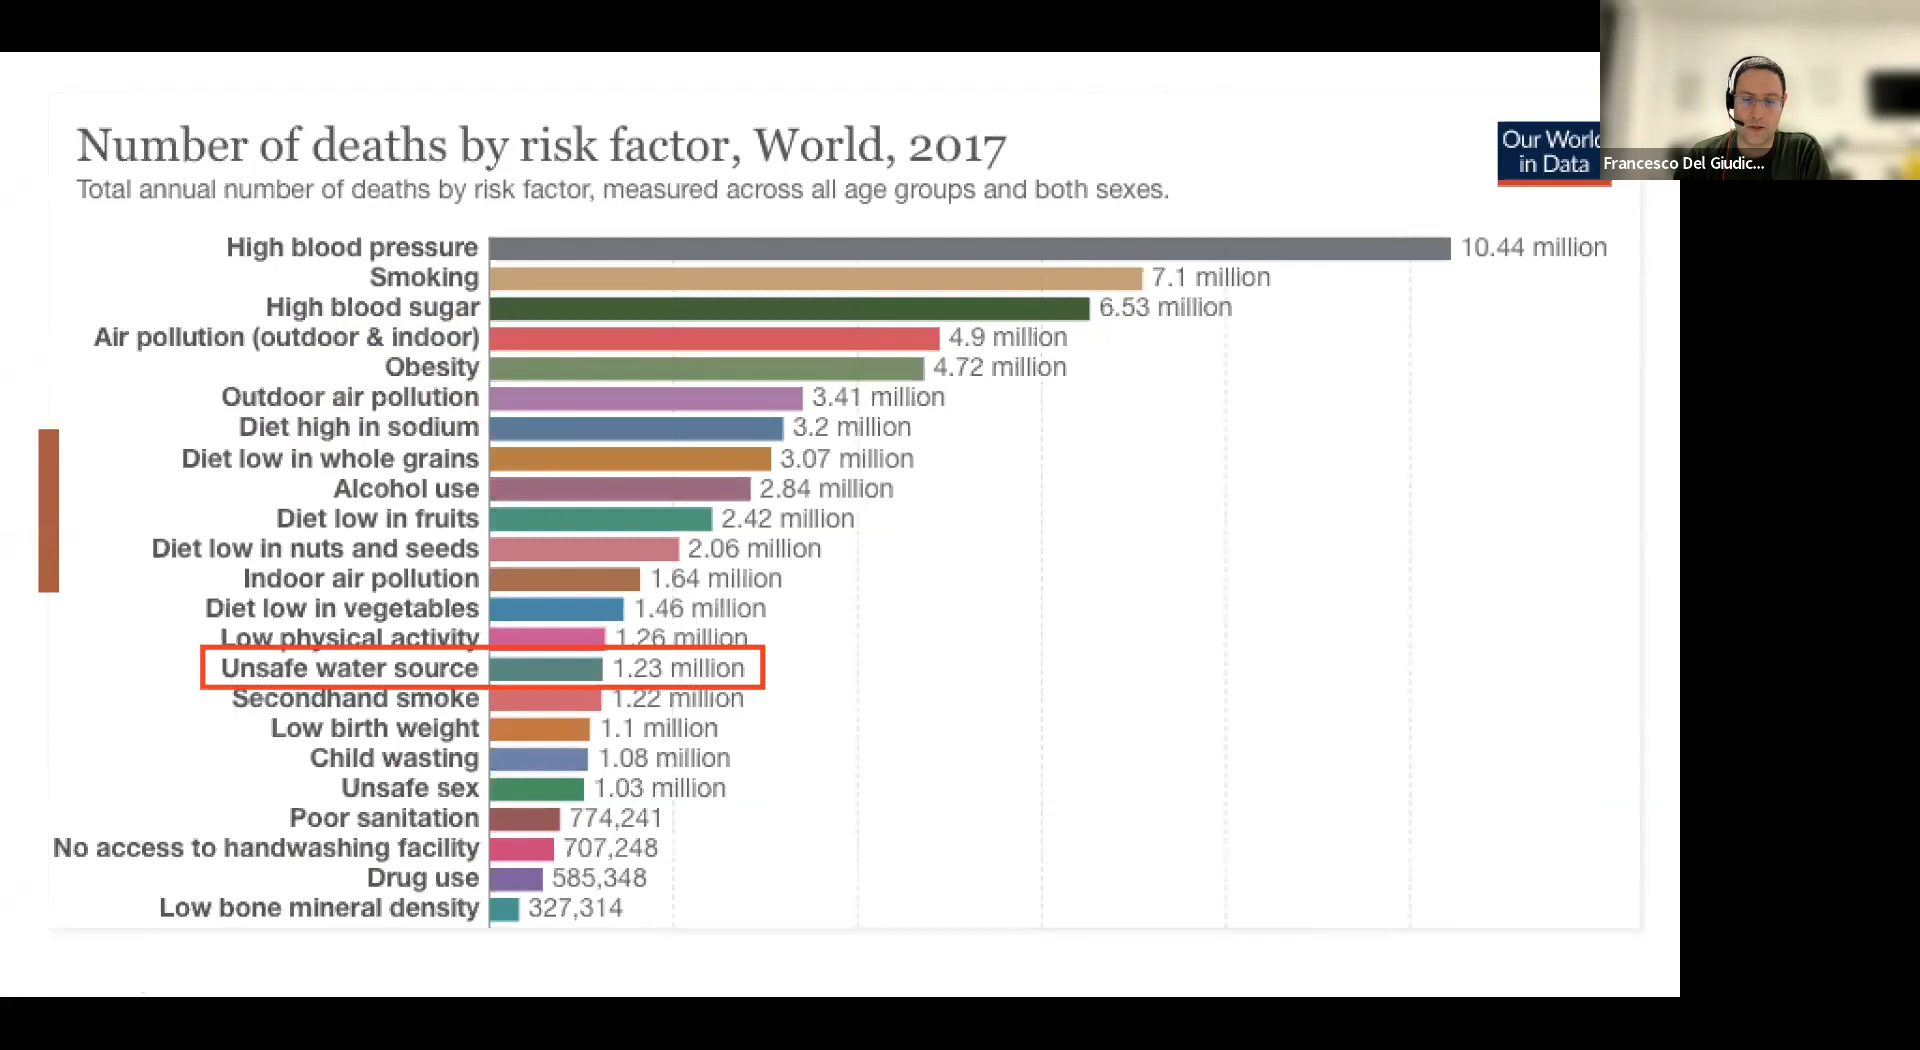 Number of deaths by risk factor, World, 2017
Total annual number of deaths by risk factor, measured across all age groups and both sexes.
Our World
in Data
Francesco Del Giudic...
High blood pressure 10.44 million
Smoking 7.1 million
High blood sugar 6.53 million
Air pollution (outdoor & indoor) 4.9 million
Obesity 4.72 million
Outdoor air pollution 3.41 million
Diet high in sodium 3.2 million
Diet low in whole grains 3.07 million
Alcohol use 2.84 million
Diet low in fruits 2.42 million
Diet low in nuts and seeds 2.06 million
Indoor air pollution 1.64 million
Diet low in vegetables 1.46 million
Low physical activity 1.26 million
Unsafe water source 1.23 million
Secondhand smoke 1.22 million
Low birth weight 1.1 million
Child wasting 1.08 million
Unsafe sex 1.03 million
Poor sanitation 774,241
No access to handwashing facility 707,248
Drug use 585,348
Low bone mineral density 327,314